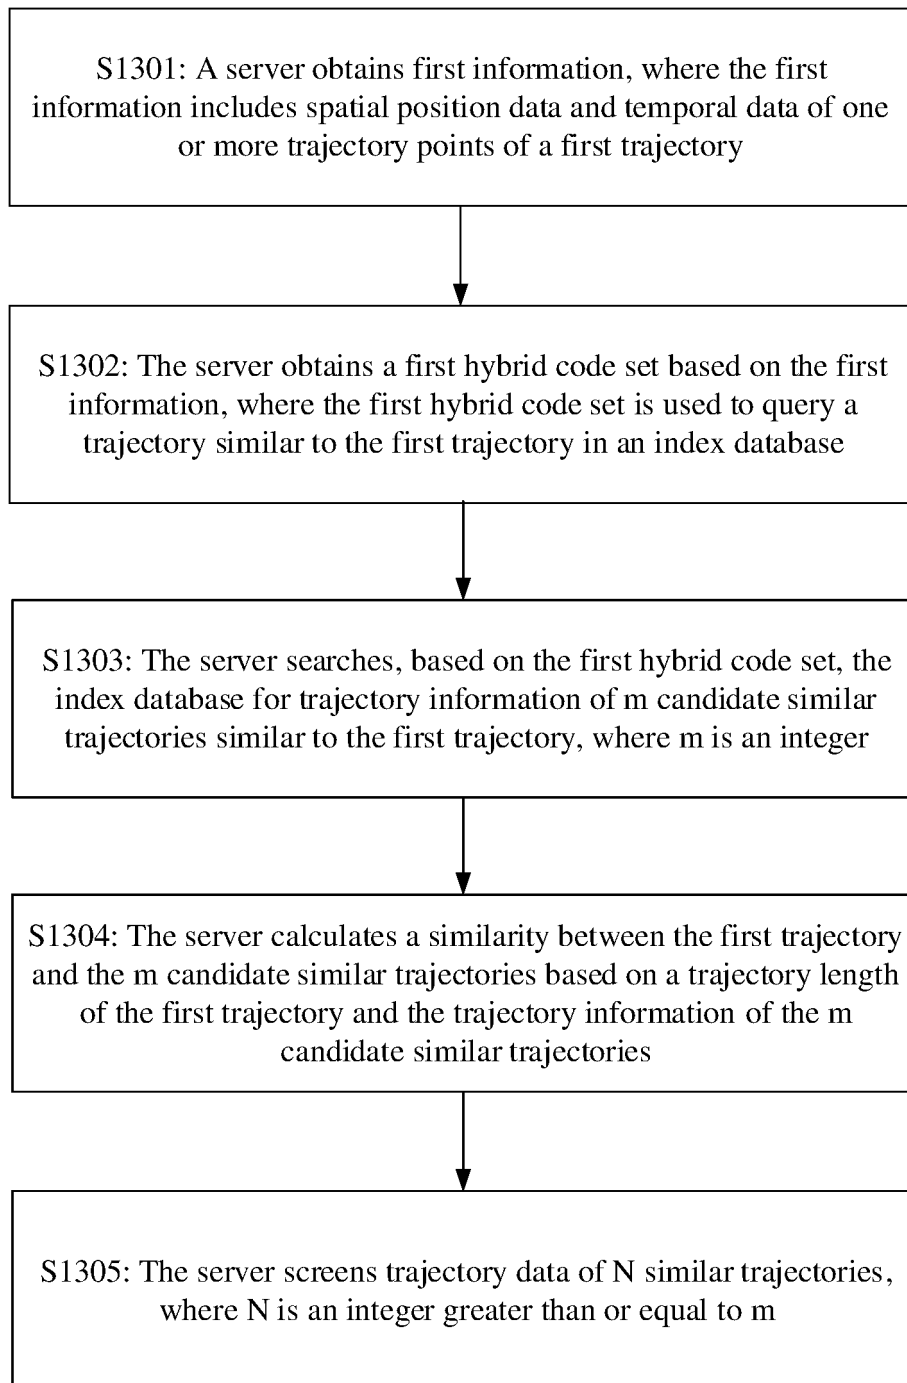 S1301: A server obtains first information, where the first
information includes spatial position data and temporal data of one
or more trajectory points of a first trajectory
S1302: The server obtains a first hybrid code set based on the first
information, where the first hybrid code set is used to query a
trajectory similar to the first trajectory in an index database
S1303: The server searches, based on the first hybrid code set, the
index database for trajectory information of m candidate similar
trajectories similar to the first trajectory, where m is an integer
S1304: The server calculates a similarity between the first trajectory
and the m candidate similar trajectories based on a trajectory length
of the first trajectory and the trajectory information of the m
candidate similar trajectories
S1305: The server screens trajectory data of N similar trajectories,
where N is an integer greater than or equal to m